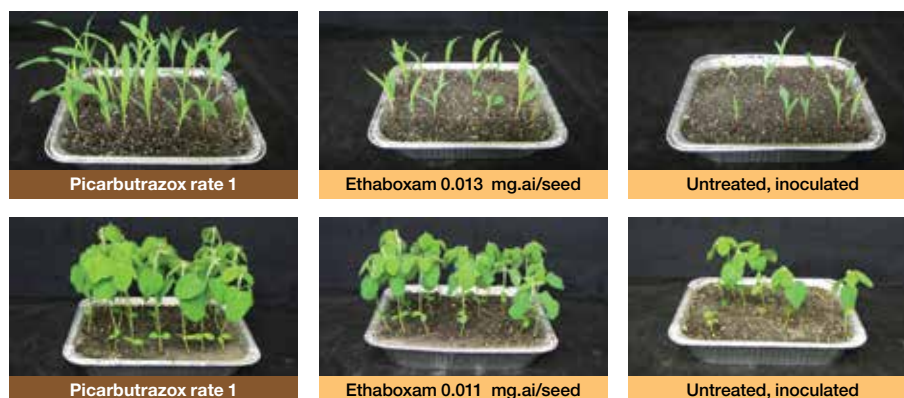 Picarbutrazox rate 1
Ethaboxam 0.013 mg.ai/seed
Untreated, inoculated
Picarbutrazox rate 1
Ethaboxam 0.011 mg.ai/seed
Untreated, inoculated